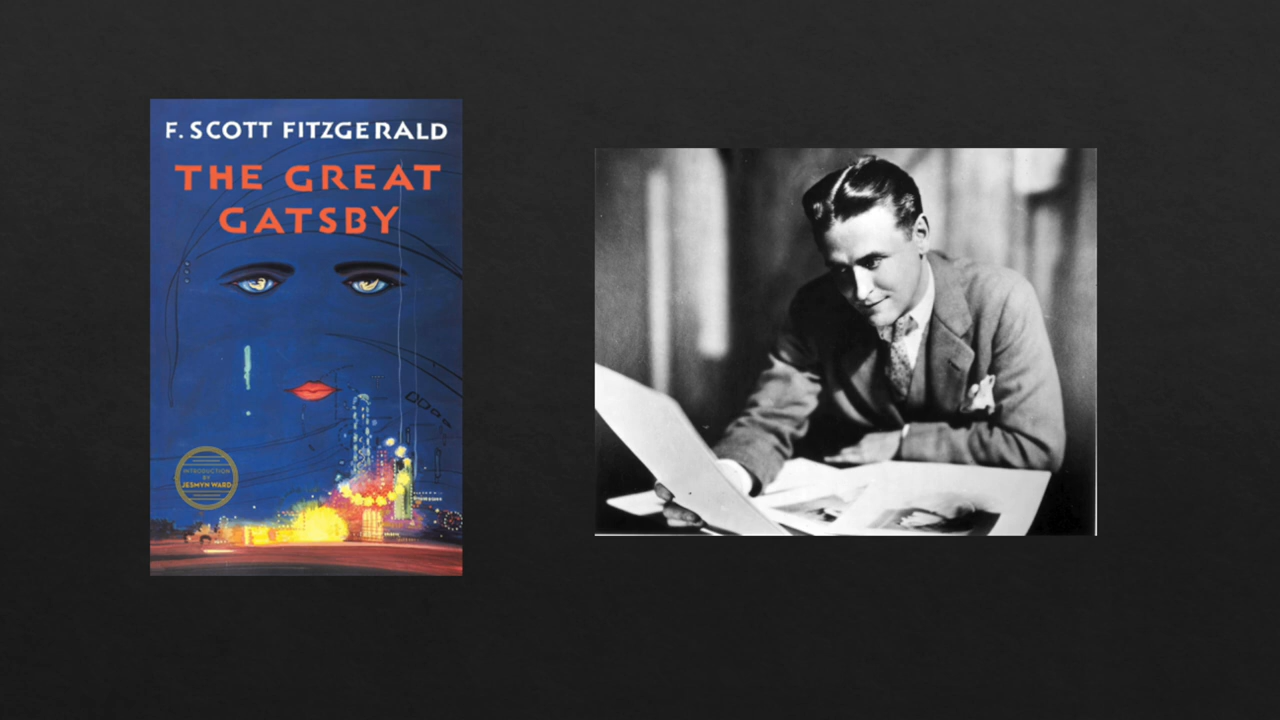 F. SCOTT FITZGERALD
THE GREAT
GATSBY
INTRODUCTION
BY
JESMYN WARD